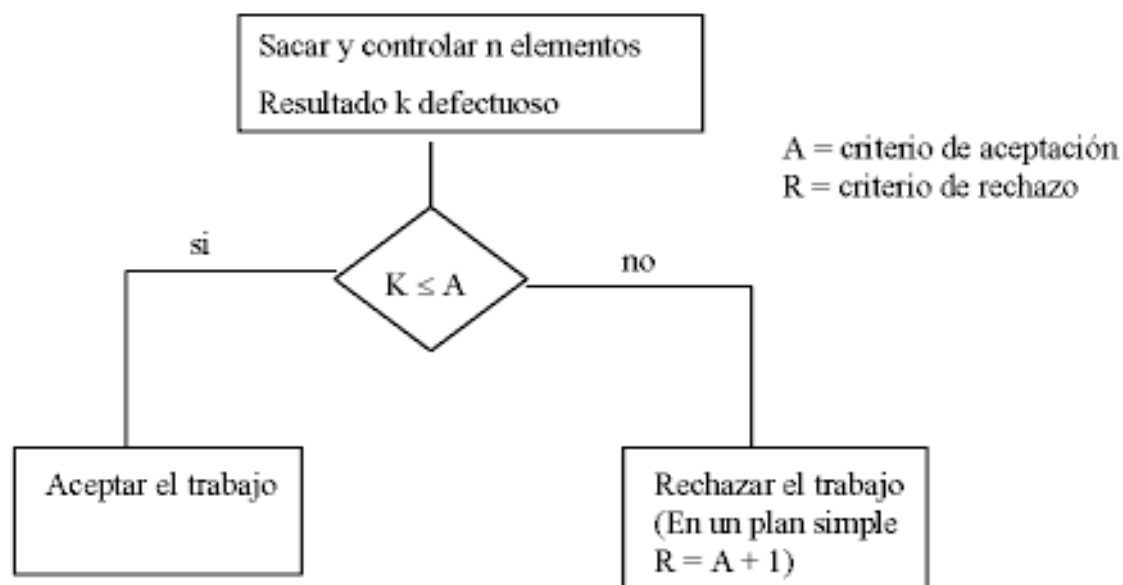 Sacar y controlar n elementos
Resultado k defectuoso
A = criterio de aceptación
R = criterio de rechazo
si
no
K ≤ A
Aceptar el trabajo
Rechazar el trabajo
(En un plan simple
R = A + 1)